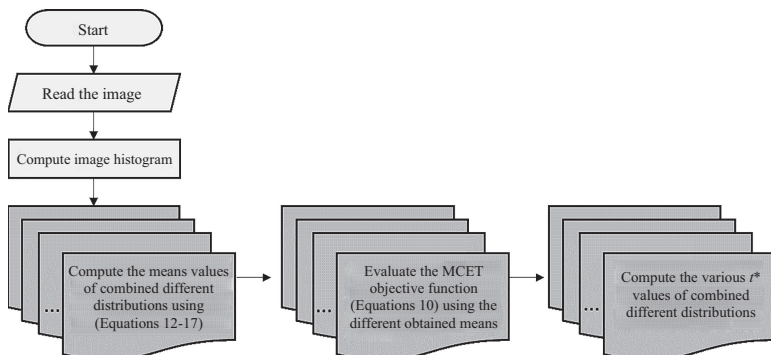 Start
Read the image
Compute image histogram
Compute the means values
of combined different
distributions using
... (Equations 12-17)
Evaluate the MCET
objective function
(Equations 10) using the
... different obtained means
Compute the various t*
... values of combined
different distributions